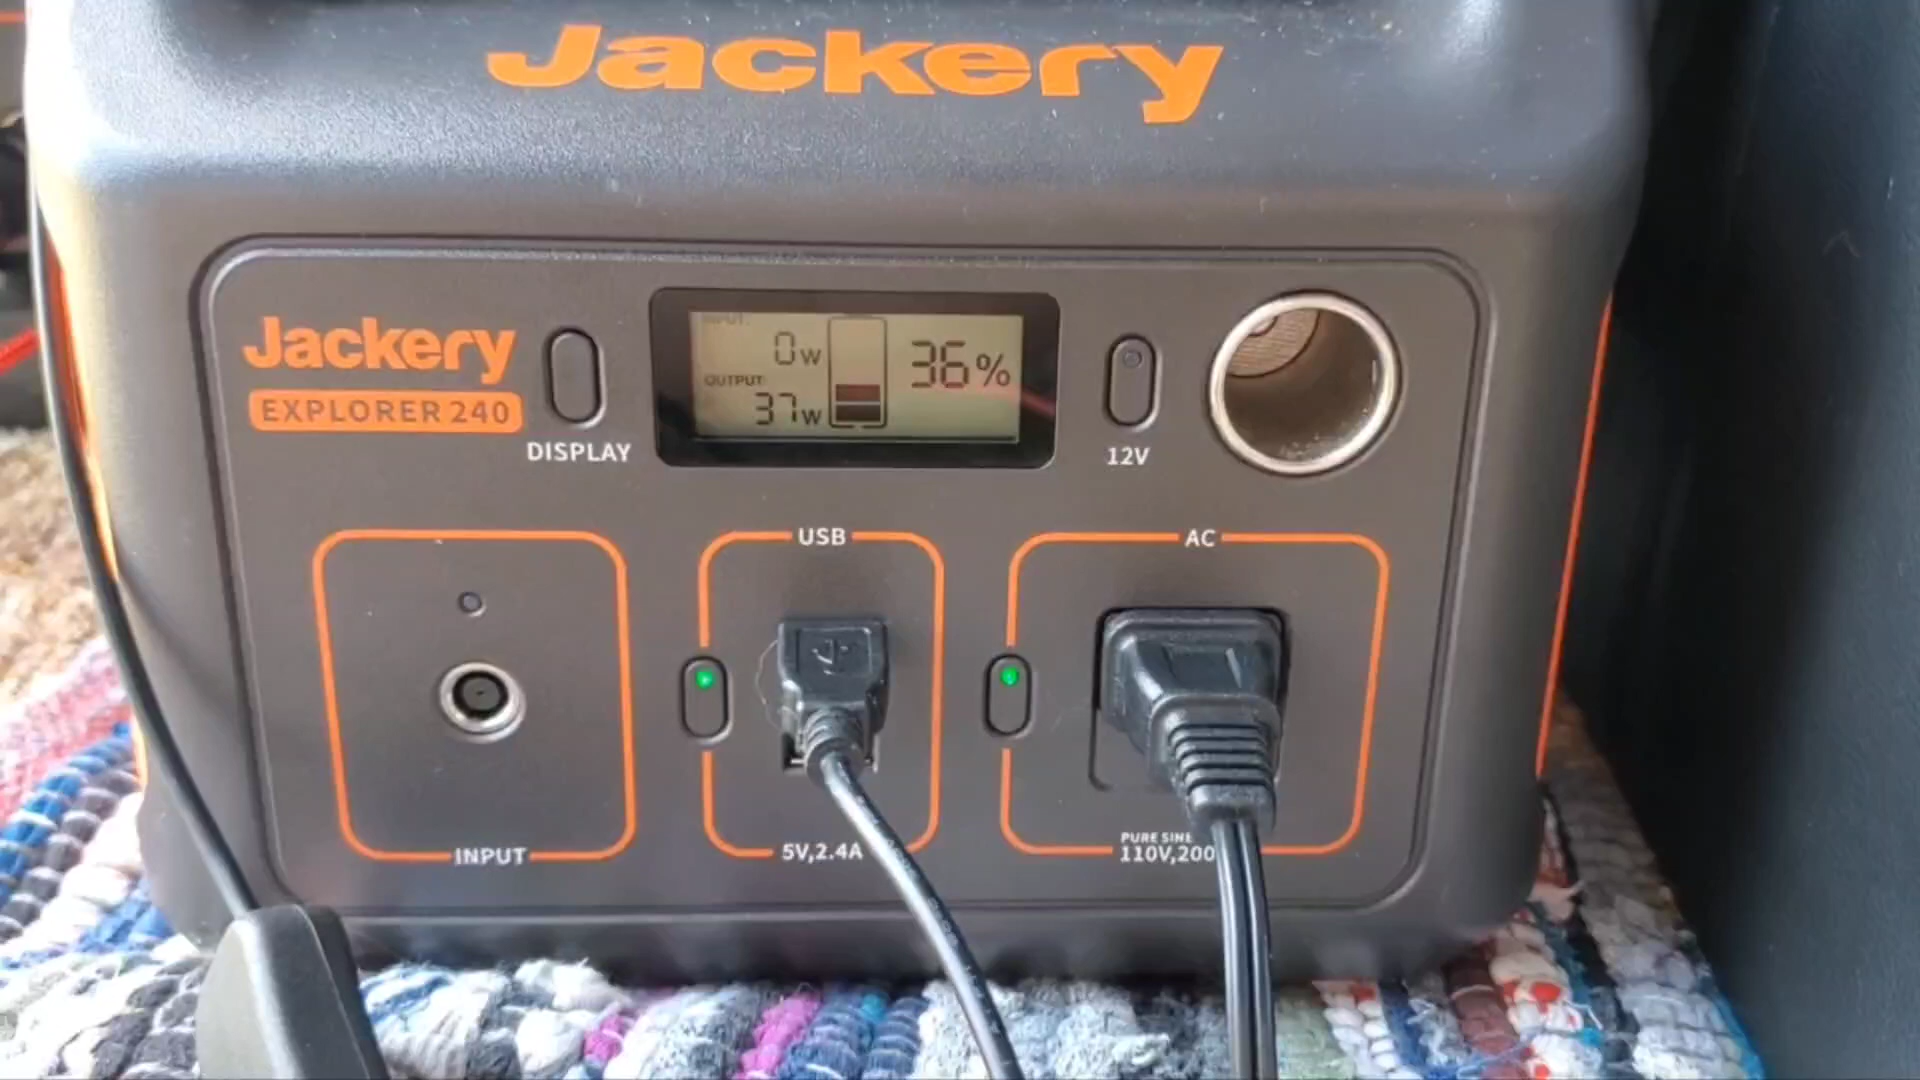 Jackery
Jackery
EXPLORER 240
DISPLAY
INPUT:
0W
OUTPUT:
37W
36%
12V
USB
AC
INPUT
5V,2.4A
PURE SINE
110V,200